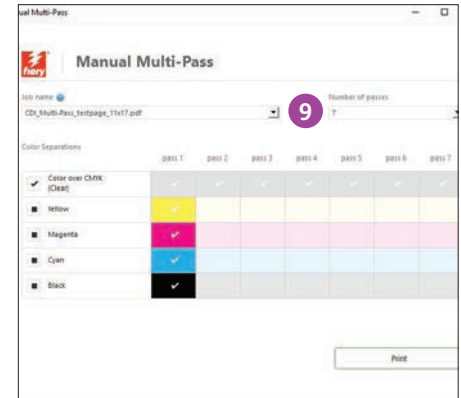 ual Multi-Pass
fiery
Manual Multi-Pass
Job name
Number of passes
CDI_Multi-Pass_testpage_11x17.pdf
9
7
Color Separations
pass 1 pass 2 pass 3 pass 4 pass 5 pass 6 pass 7
Color over CMYK
(Clear)
Yellow
Magenta
Cyan
Black
Print